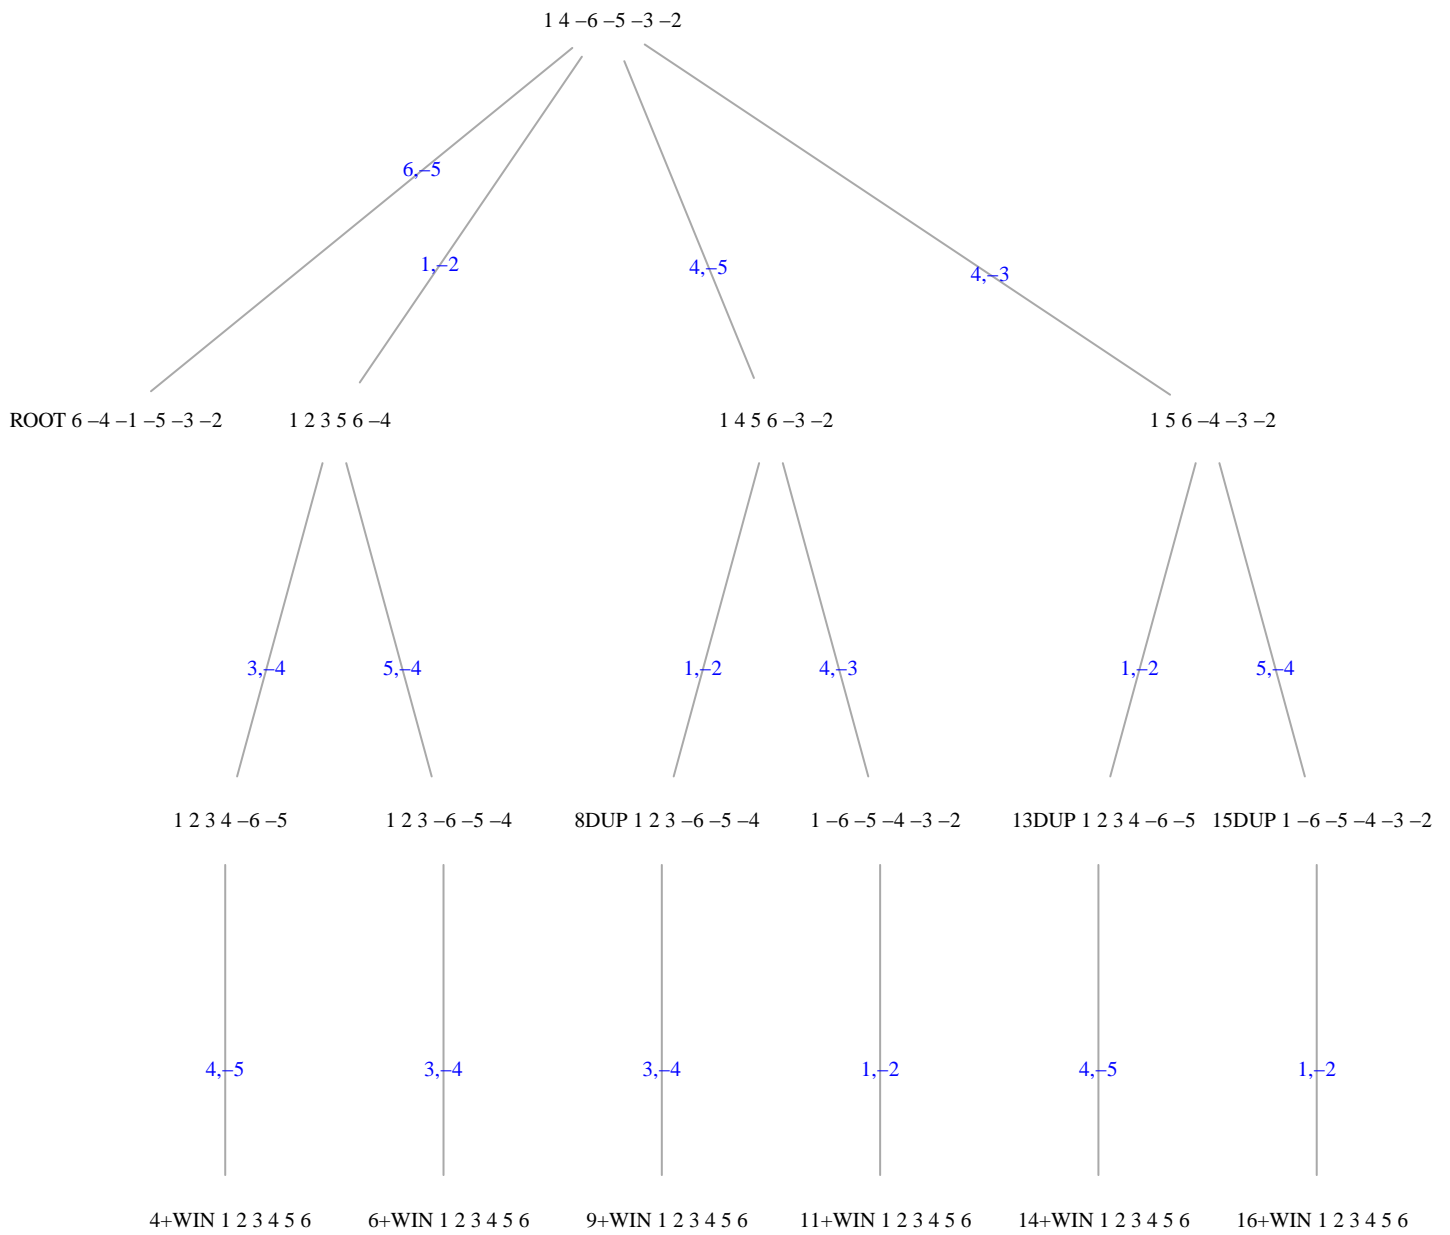 1 4 –6 –5 –3 –2
6,–5
1,–2
4,–5
4,–3
ROOT 6 –4 –1 –5 –3 –2
1 2 3 5 6 –4
1 4 5 6 –3 –2
1 5 6 –4 –3 –2
3,–4
5,–4
1,–2
4,–3
1,–2
5,–4
1 2 3 4 –6 –5
1 2 3 –6 –5 –4
8DUP 1 2 3 –6 –5 –4
1 –6 –5 –4 –3 –2
13DUP 1 2 3 4 –6 –5
15DUP 1 –6 –5 –4 –3 –2
4,–5
3,–4
3,–4
1,–2
4,–5
1,–2
4+WIN 1 2 3 4 5 6
6+WIN 1 2 3 4 5 6
9+WIN 1 2 3 4 5 6
11+WIN 1 2 3 4 5 6
14+WIN 1 2 3 4 5 6
16+WIN 1 2 3 4 5 6